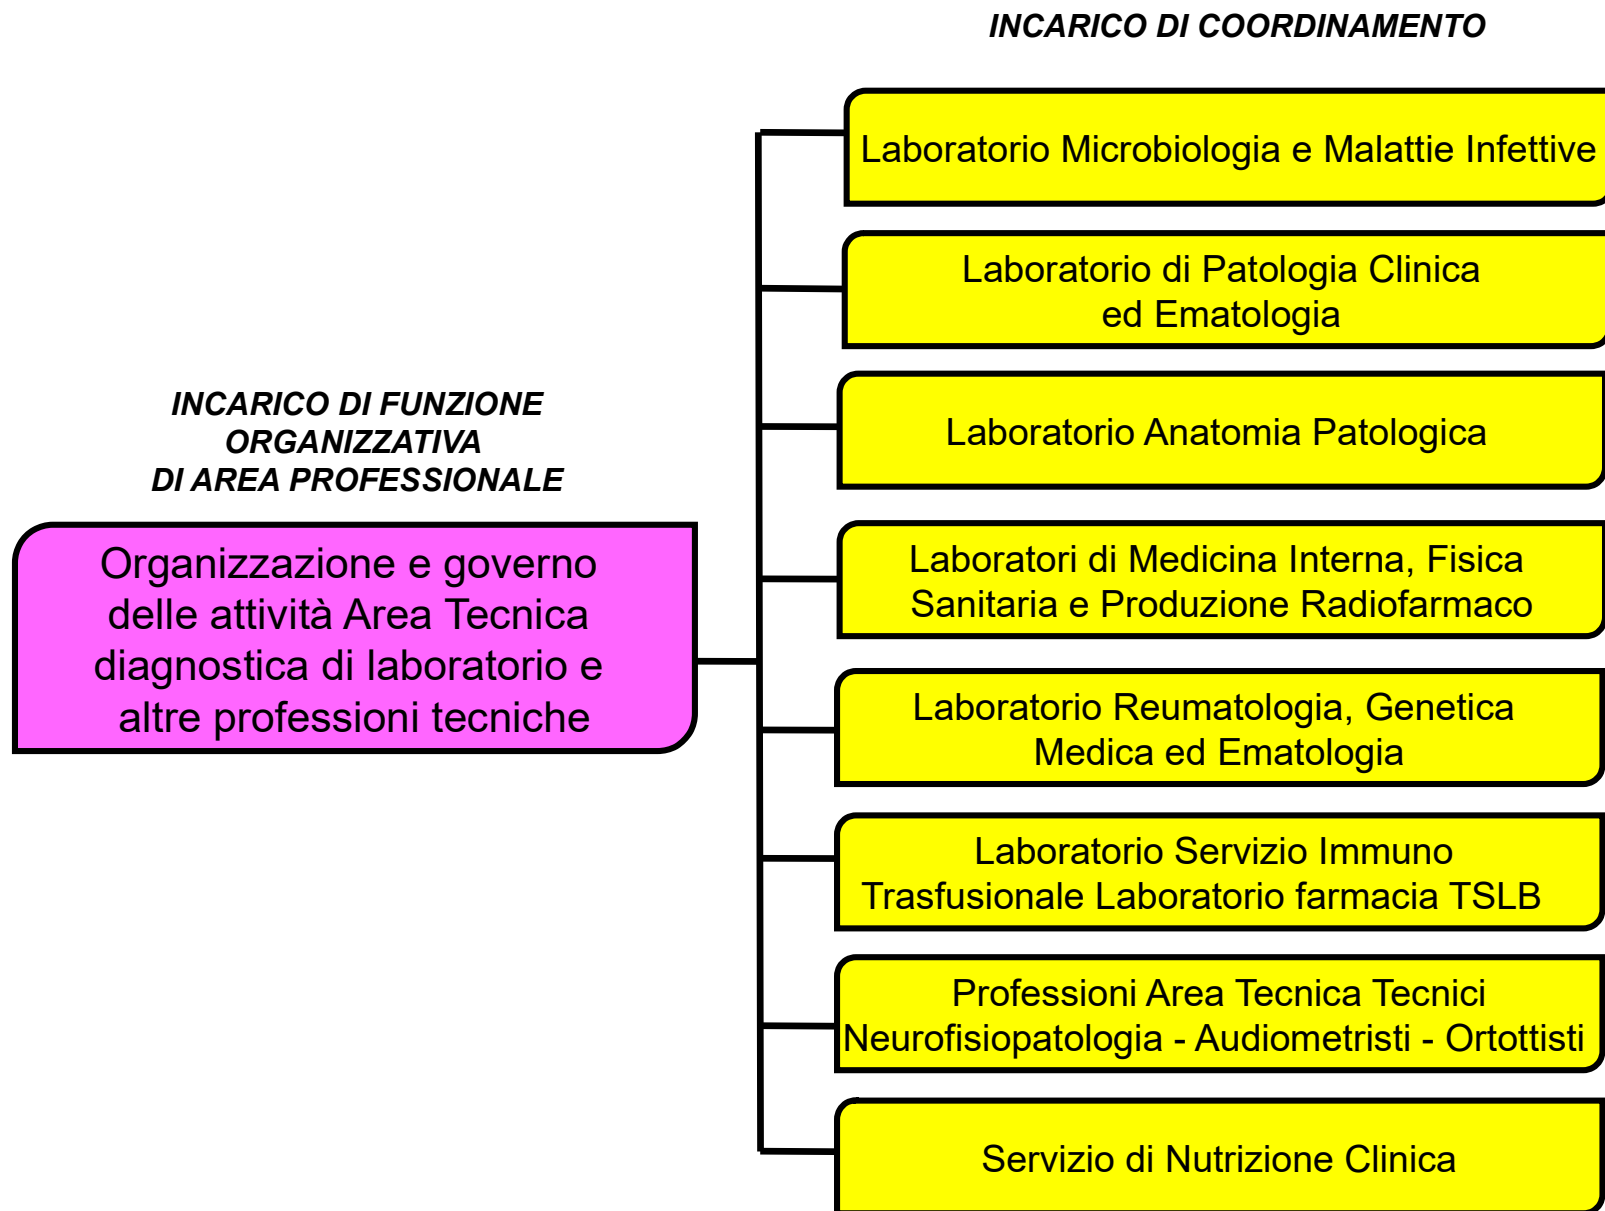 INCARICO DI COORDINAMENTO
Laboratorio Microbiologia e Malattie Infettive
Laboratorio di Patologia Clinica
ed Ematologia
Laboratorio Anatomia Patologica
INCARICO DI FUNZIONE
ORGANIZZATIVA
DI AREA PROFESSIONALE
Organizzazione e governo
delle attività Area Tecnica
diagnostica di laboratorio e
altre professioni tecniche
Laboratori di Medicina Interna, Fisica
Sanitaria e Produzione Radiofarmaco
Laboratorio Reumatologia, Genetica
Medica ed Ematologia
Laboratorio Servizio Immuno
Trasfusionale Laboratorio farmacia TSLB
Professioni Area Tecnica Tecnici
Neurofisiopatologia - Audiometristi - Ortottisti
Servizio di Nutrizione Clinica